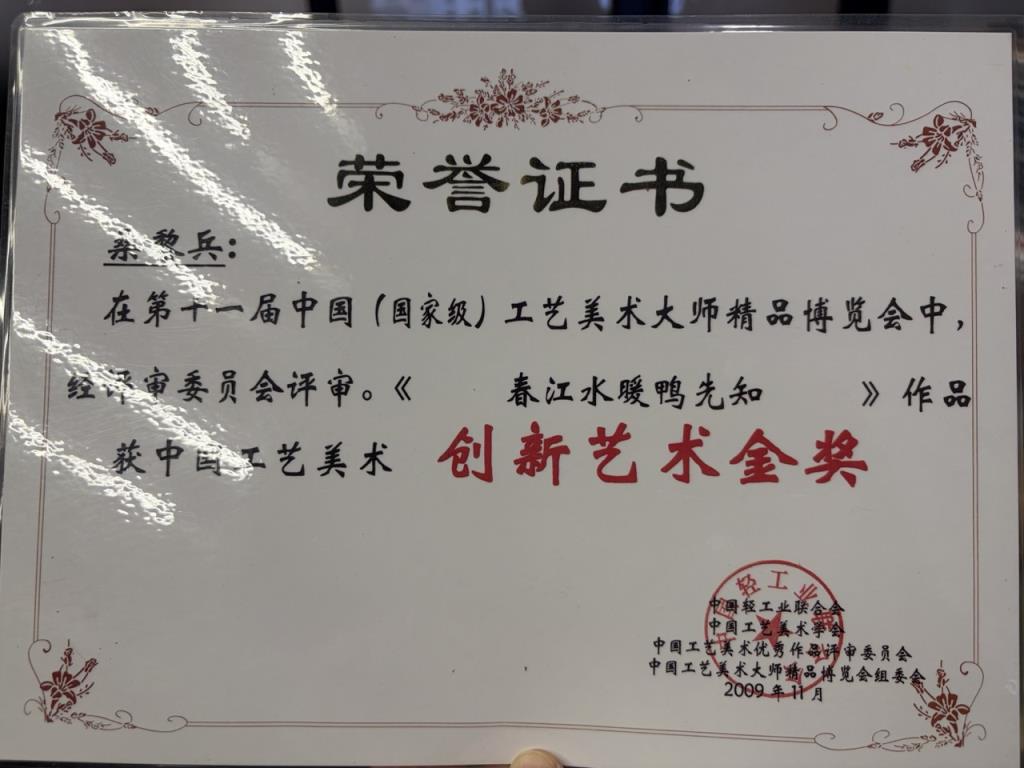 荣誉证书
黎兵：
在第十一届中国（国家级）工艺美术大师精品博览会中，
经评审委员会评审。《 春江水暖鸭先知 》作品
获中国工艺美术 创新艺术金奖
中国轻工业联合会
中国工艺美术学会
中国工艺美术优秀作品评审委员会
中国工艺美术大师精品博览会组委会
2009年11月